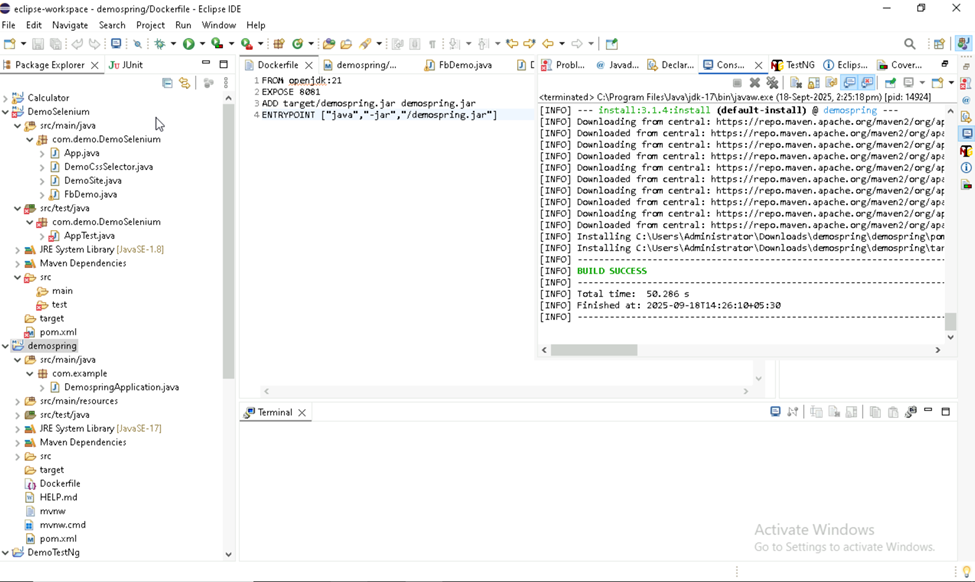 eclipse-workspace - demospring/Dockerfile - Eclipse IDE
File Edit Navigate Search Project Run Window Help
Package Explorer
JUnit
Calculator
DemoSelenium
src/main/java
com.demo.DemoSelenium
App.java
DemoCssSelector.java
DemoSite.java
FbDemo.java
src/test/java
com.demo.DemoSelenium
AppTest.java
JRE System Library [JavaSE-1.8]
Maven Dependencies
src
main
test
target
pom.xml
demospring
src/main/java
com.example
DemospringApplication.java
src/main/resources
src/test/java
JRE System Library [JavaSE-17]
Maven Dependencies
src
target
Dockerfile
HELP.md
mvnw
mvnw.cmd
pom.xml
DemoTestNg
Dockerfile
demospring/...
FbDemo.java
1 FROM openjdk:21
2 EXPOSE 8081
3 ADD target/demospring.jar demospring.jar
4 ENTRYPOINT ["java","-jar","/demospring.jar"]
Probl...
Javad...
Declar...
Cons...
TestNG
Eclips...
Cover...
<terminated> C:\Program Files\Java\jdk-17\bin\javaw.exe (18-Sept-2025, 2:25:18 pm) [pid: 14924]
[INFO] --- install:3.1.4:install (default-install) @ demospring ---
[INFO] Downloading from central: https://repo.maven.apache.org/maven2/org/ap
[INFO] Downloaded from central: https://repo.maven.apache.org/maven2/org/apa
[INFO] Downloading from central: https://repo.maven.apache.org/maven2/org/ap
[INFO] Downloaded from central: https://repo.maven.apache.org/maven2/org/apa
[INFO] Downloading from central: https://repo.maven.apache.org/maven2/org/ap
[INFO] Downloading from central: https://repo.maven.apache.org/maven2/org/ap
[INFO] Downloaded from central: https://repo.maven.apache.org/maven2/org/apa
[INFO] Downloading from central: https://repo.maven.apache.org/maven2/org/ap
[INFO] Downloaded from central: https://repo.maven.apache.org/maven2/org/apa
[INFO] Downloaded from central: https://repo.maven.apache.org/maven2/org/apa
[INFO] Installing C:\Users\Administrator\Downloads\demospring\demospring\pom
[INFO] Installing C:\Users\Administrator\Downloads\demospring\demospring\tar
[INFO] ------------------------------------------------------------
[INFO] BUILD SUCCESS
[INFO] ------------------------------------------------------------
[INFO] Total time: 50.286 s
[INFO] Finished at: 2025-09-18T14:26:10+05:30
[INFO] ------------------------------------------------------------
Terminal
Activate Windows
Go to Settings to activate Windows.